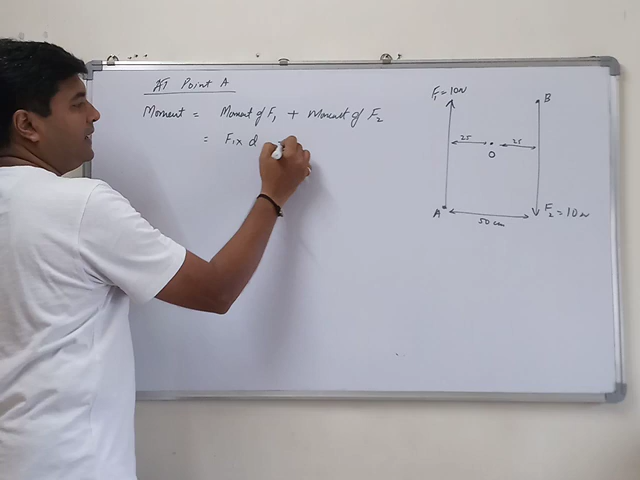 AT Point A
Moment = Moment of F₁ + Moment of F₂
= F₁ x d
F₁ = 10N
B
25 25
O
A
F₂ = 10N
50 cm